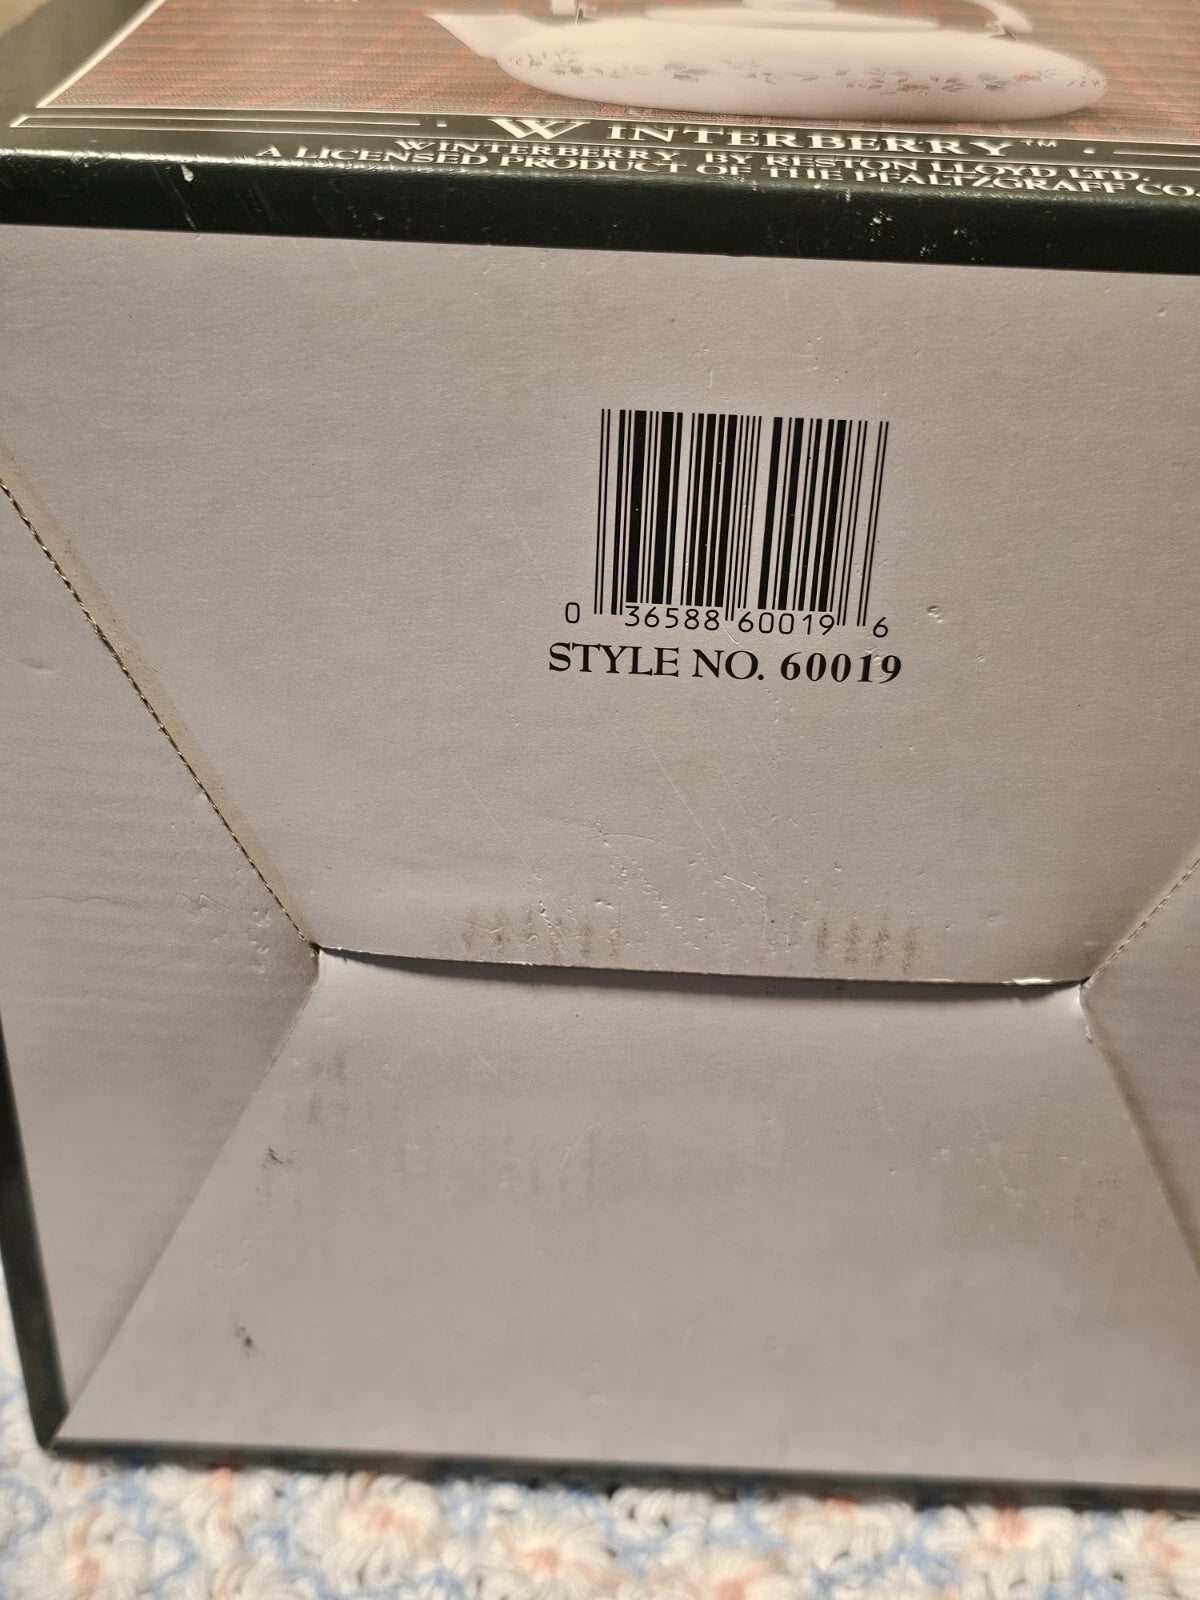 WINTERBERRY™
WINTERBERRY BY RESTON LLOYD LTD.
A LICENSED PRODUCT OF THE PFALTZGRAFF CO.
0 36588 60019 6
STYLE NO. 60019